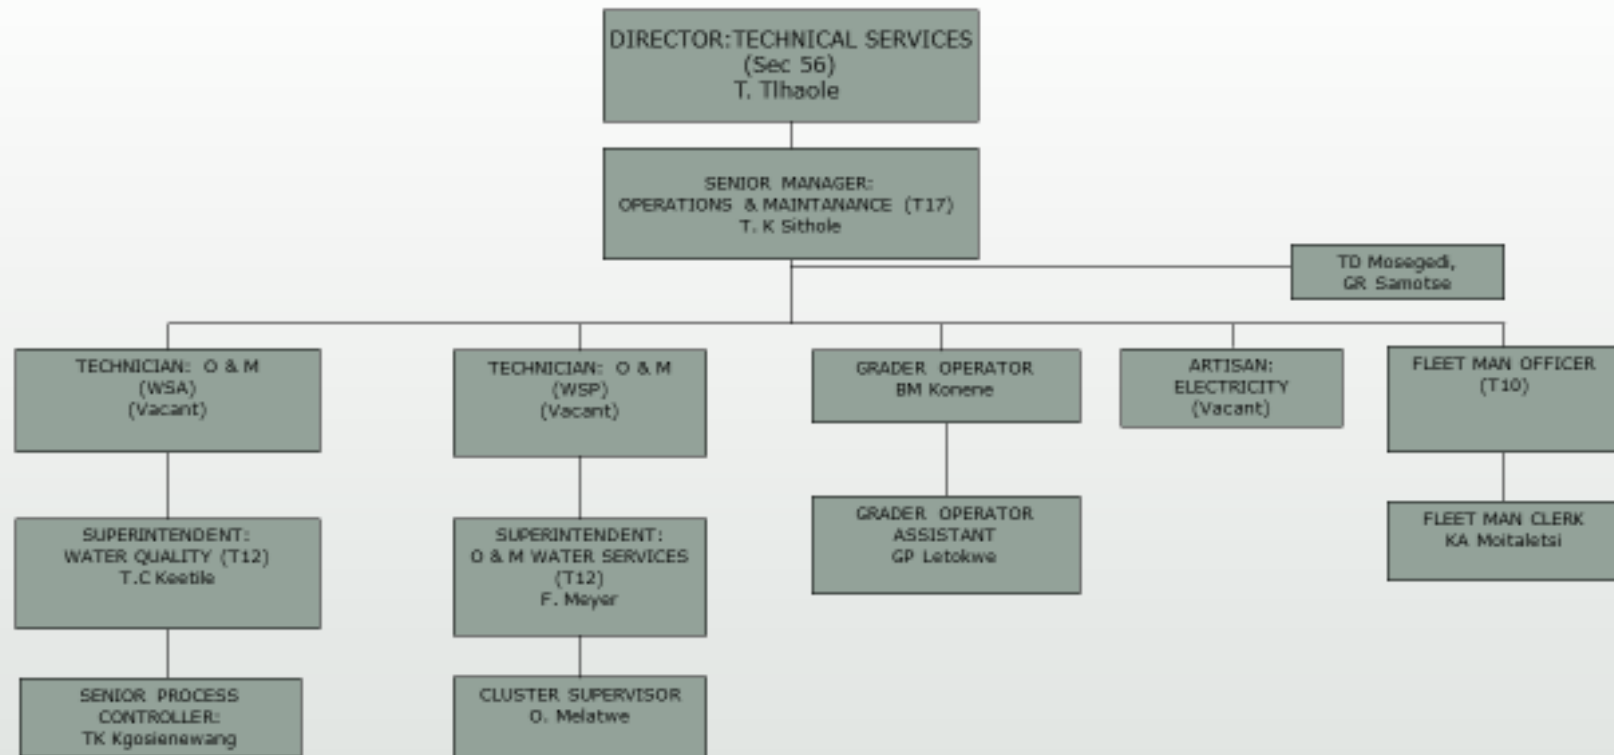 DIRECTOR:TECHNICAL SERVICES
(Sec 56)
T. Tlhaole
SENIOR MANAGER:
OPERATIONS & MAINTANANCE (T17)
T. K Sithole
TD Mosegedi,
GR Samotse
TECHNICIAN: O & M
(WSA)
(Vacant)
TECHNICIAN: O & M
(WSP)
(Vacant)
GRADER OPERATOR
BM Konene
ARTISAN:
ELECTRICITY
(Vacant)
FLEET MAN OFFICER
(T10)
SUPERINTENDENT:
WATER QUALITY (T12)
T.C Keetile
SUPERINTENDENT:
O & M WATER SERVICES
(T12)
F. Meyer
GRADER OPERATOR
ASSISTANT
GP Letokwe
FLEET MAN CLERK
KA Moitaletsi
SENIOR PROCESS
CONTROLLER:
TK Kgosienewang
CLUSTER SUPERVISOR
O. Melatwe